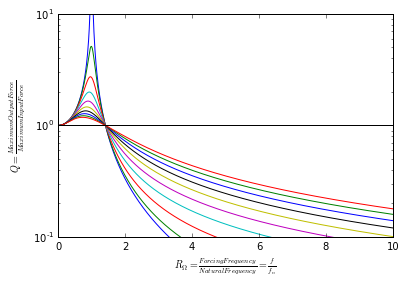 10^1
10^0
10^-1
0 2 4 6 8 10
Q = MaximumOutputForce / MaximumInputForce
R_Ω = ForcingFrequency / NaturalFrequency = f / f_n